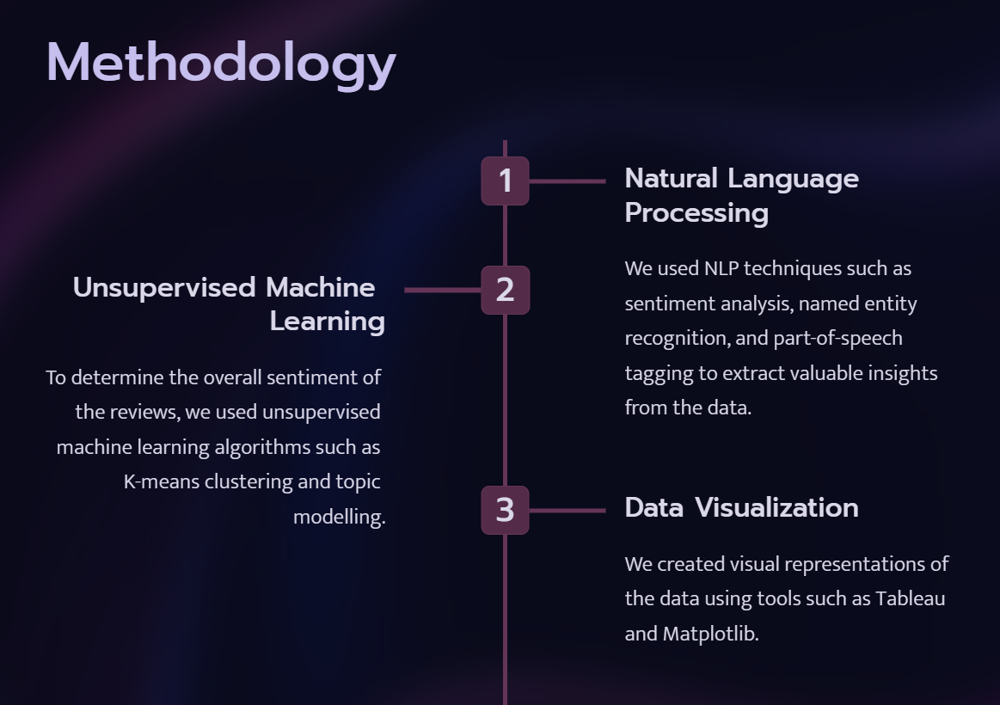 Methodology
1
Natural Language
Processing
We used NLP techniques such as
sentiment analysis, named entity
recognition, and part-of-speech
tagging to extract valuable insights
from the data.
2
Unsupervised Machine
Learning
To determine the overall sentiment of
the reviews, we used unsupervised
machine learning algorithms such as
K-means clustering and topic
modelling.
3
Data Visualization
We created visual representations of
the data using tools such as Tableau
and Matplotlib.